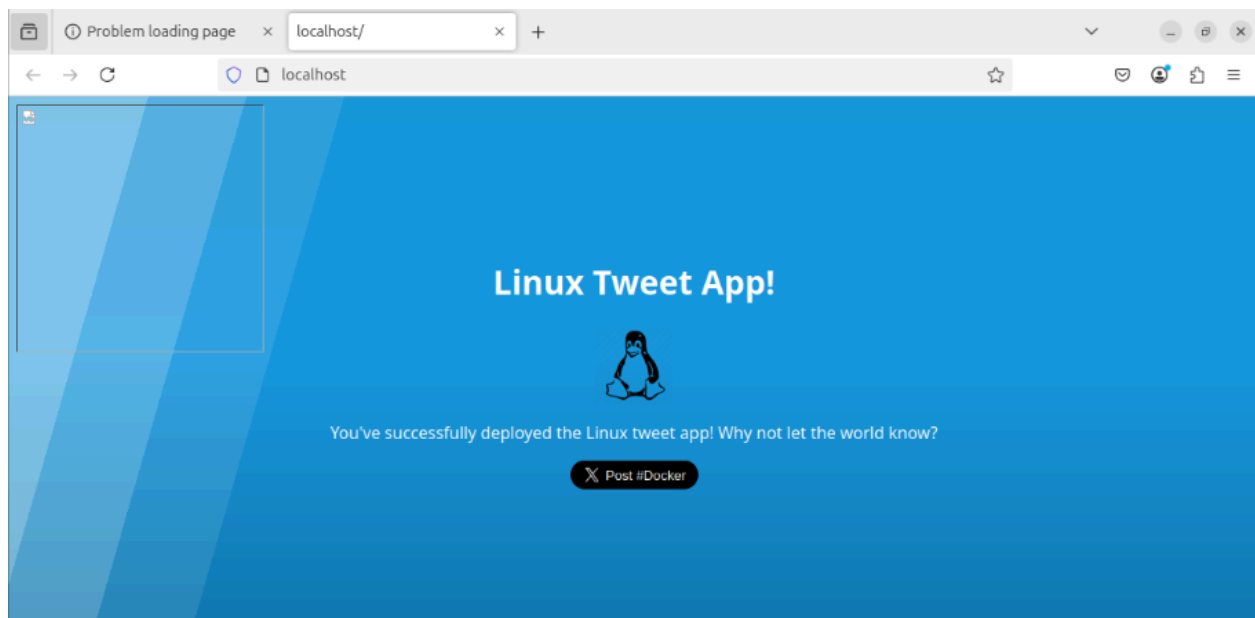 Problem loading page
localhost/
localhost
Linux Tweet App!
You've successfully deployed the Linux tweet app! Why not let the world know?
X Post #Docker